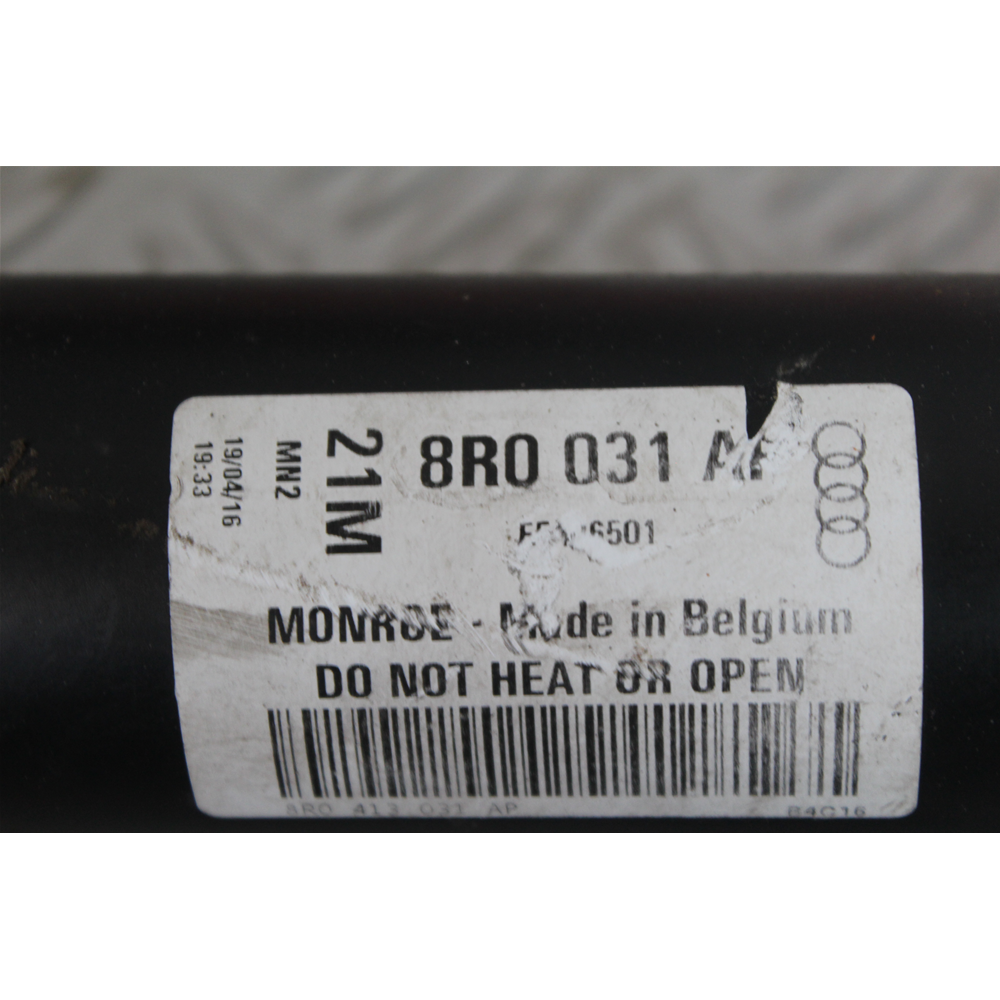 19/04/16
19:33
MN2
21M
8R0 031 AP
MONROE - Made in Belgium
DO NOT HEAT OR OPEN
8R0 413 031 AP